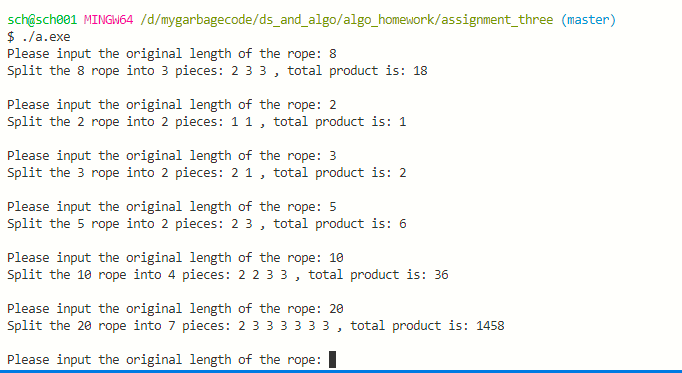 sch@sch001 MINGW64 /d/mygarbagecode/ds_and_algo/algo_homework/assignment_three (master)
$ ./a.exe
Please input the original length of the rope: 8
Split the 8 rope into 3 pieces: 2 3 3 , total product is: 18
Please input the original length of the rope: 2
Split the 2 rope into 2 pieces: 1 1 , total product is: 1
Please input the original length of the rope: 3
Split the 3 rope into 2 pieces: 2 1 , total product is: 2
Please input the original length of the rope: 5
Split the 5 rope into 2 pieces: 2 3 , total product is: 6
Please input the original length of the rope: 10
Split the 10 rope into 4 pieces: 2 2 3 3 , total product is: 36
Please input the original length of the rope: 20
Split the 20 rope into 7 pieces: 2 3 3 3 3 3 3 , total product is: 1458
Please input the original length of the rope: